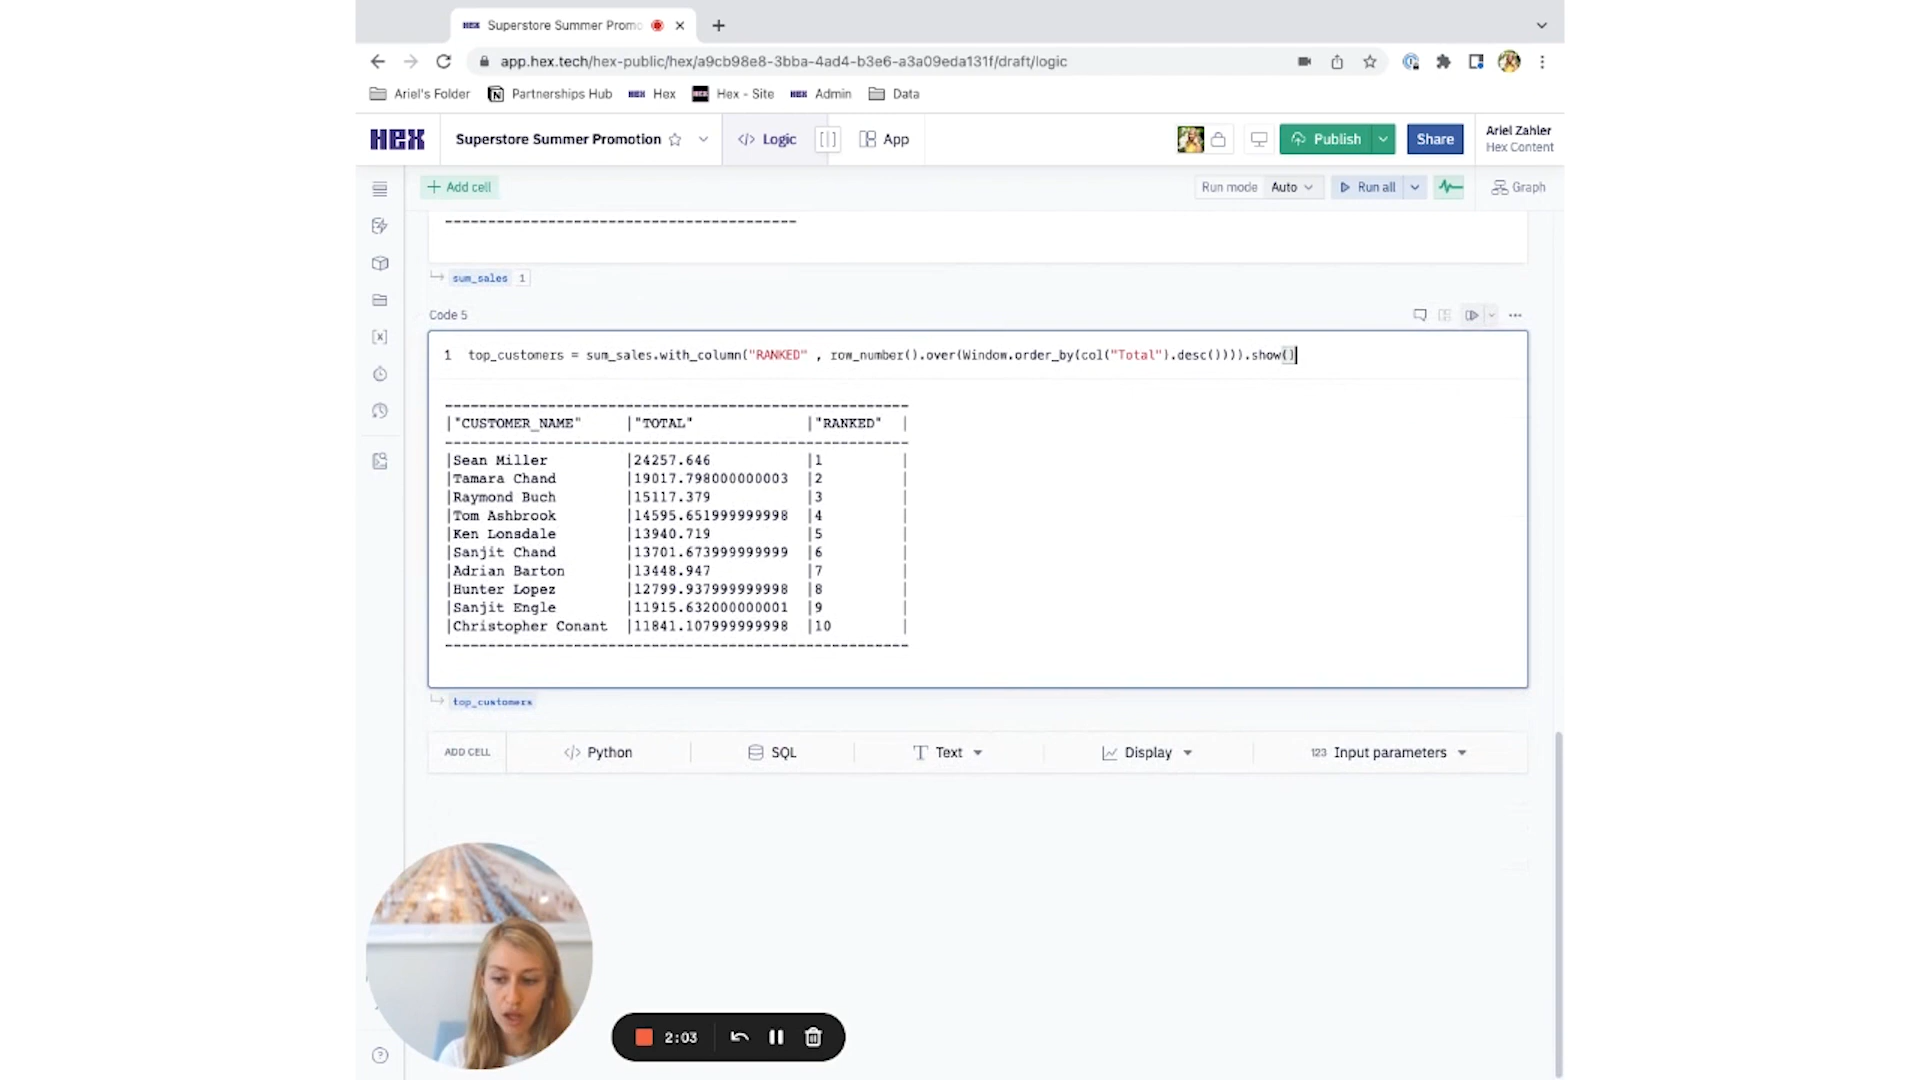 HEX Superstore Summer Promo
app.hex.tech/hex-public/hex/a9cb98e8-3bba-4ad4-b3e6-a3a09eda131f/draft/logic
Ariel's Folder Partnerships Hub HEX Hex HEX Hex - Site HEX Admin Data
HEX Superstore Summer Promotion </> Logic App Publish Share Ariel Zahler
Hex Content
+ Add cell Run mode Auto Run all Graph
----------------------------------------
sum_sales 1
Code 5
1 top_customers = sum_sales.with_column("RANKED" , row_number().over(Window.order_by(col("Total").desc()))).show()
------------------------------------------------------
|"CUSTOMER_NAME" |"TOTAL" |"RANKED" |
------------------------------------------------------
|Sean Miller |24257.646 |1 |
|Tamara Chand |19017.798000000003 |2 |
|Raymond Buch |15117.379 |3 |
|Tom Ashbrook |14595.651999999998 |4 |
|Ken Lonsdale |13940.719 |5 |
|Sanjit Chand |13701.673999999999 |6 |
|Adrian Barton |13448.947 |7 |
|Hunter Lopez |12799.937999999998 |8 |
|Sanjit Engle |11915.632000000001 |9 |
|Christopher Conant |11841.107999999998 |10 |
------------------------------------------------------
top_customers
ADD CELL </> Python SQL T Text Display 123 Input parameters
2:03